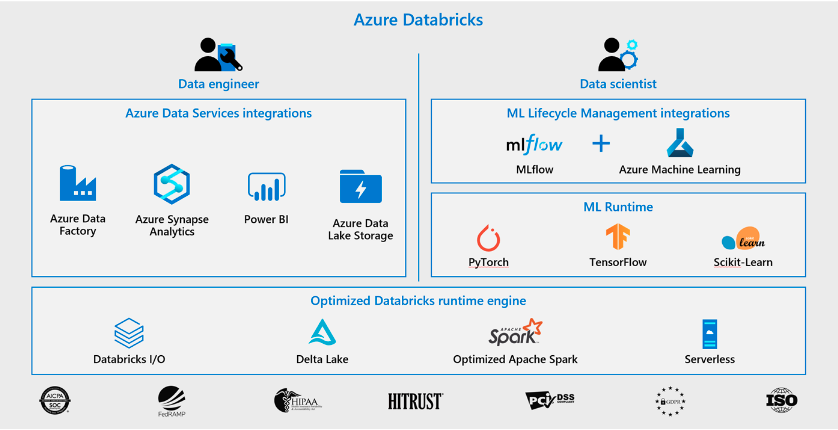 Azure Databricks
Data engineer
Data scientist
Azure Data Services integrations
Azure Data
Factory
Azure Synapse
Analytics
Power BI
Azure Data
Lake Storage
ML Lifecycle Management integrations
mlflow
+
MLflow
Azure Machine Learning
ML Runtime
learn
PyTorch
TensorFlow
Scikit-Learn
Optimized Databricks runtime engine
APACHE
Spark
Databricks I/O
Delta Lake
Optimized Apache Spark
Serverless
AICPA
SOC
FedRAMP
HIPAA
HITRUST
PCI DSS
GDPR
ISO